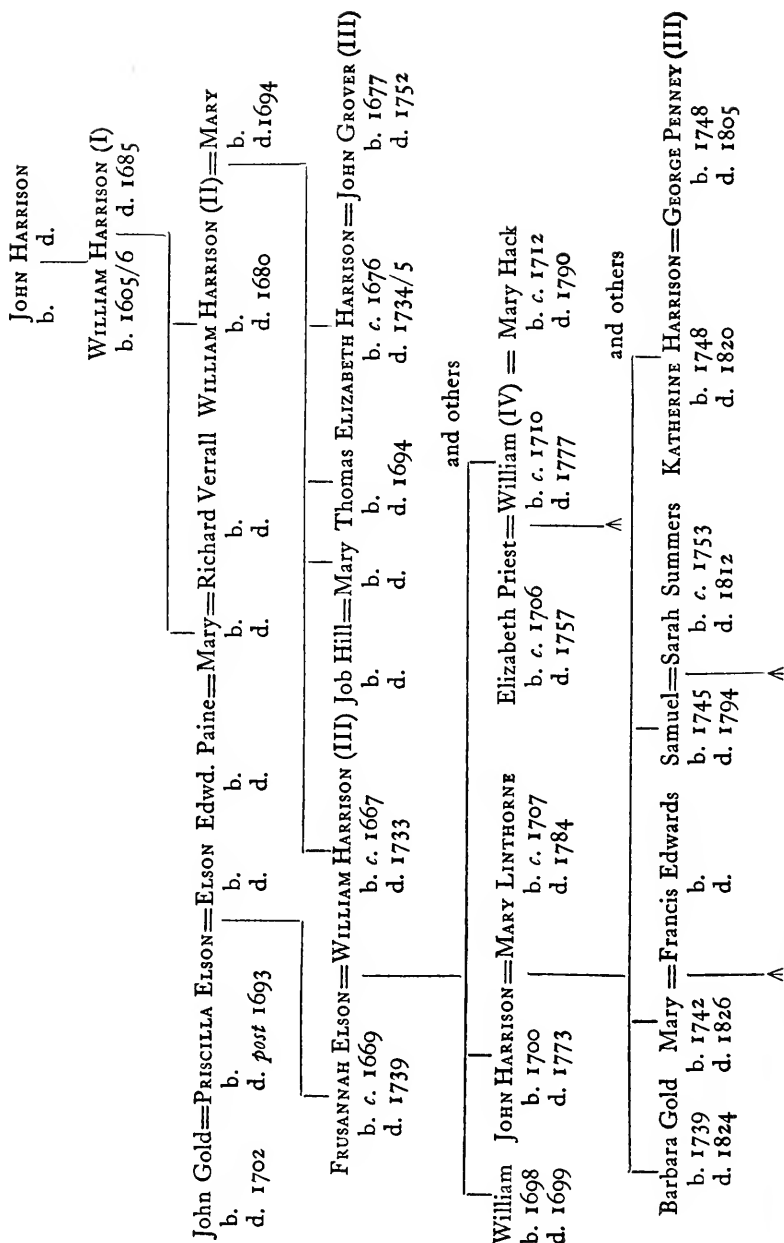 JOHN HARRISON
b. d.
WILLIAM HARRISON (I)
b. 1605/6 d. 1685
John Gold=PRISCILLA ELSON=ELSON Edwd. Paine=Mary=Richard Verrall WILLIAM HARRISON (II)=MARY
b. b. b. b. b. b. b. b.
d. 1702 d. post 1693 d. d. d. d. d. 1680 d. 1694
FRUSANNAH ELSON=WILLIAM HARRISON (III) Job Hill=Mary Thomas ELIZABETH HARRISON=JOHN GROVER (III)
b. c. 1669 b. c. 1667 b. b. b. b. c. 1676 b. 1677
d. 1739 d. 1733 d. d. d. 1694 d. 1734/5 d. 1752
and others
William JOHN HARRISON=MARY LINTHORNE Elizabeth Priest=William (IV) = Mary Hack
b. 1698 b. 1700 b. c. 1707 b. c. 1706 b. c. 1710 b. c. 1712
d. 1699 d. 1773 d. 1784 d. 1757 d. 1777 d. 1790
and others
Barbara Gold Mary =Francis Edwards Samuel=Sarah Summers KATHERINE HARRISON=GEORGE PENNEY (III)
b. 1739 b. 1742 b. b. 1745 b. c. 1753 b. 1748 b. 1748
d. 1824 d. 1826 d. d. 1794 d. 1812 d. 1820 d. 1805